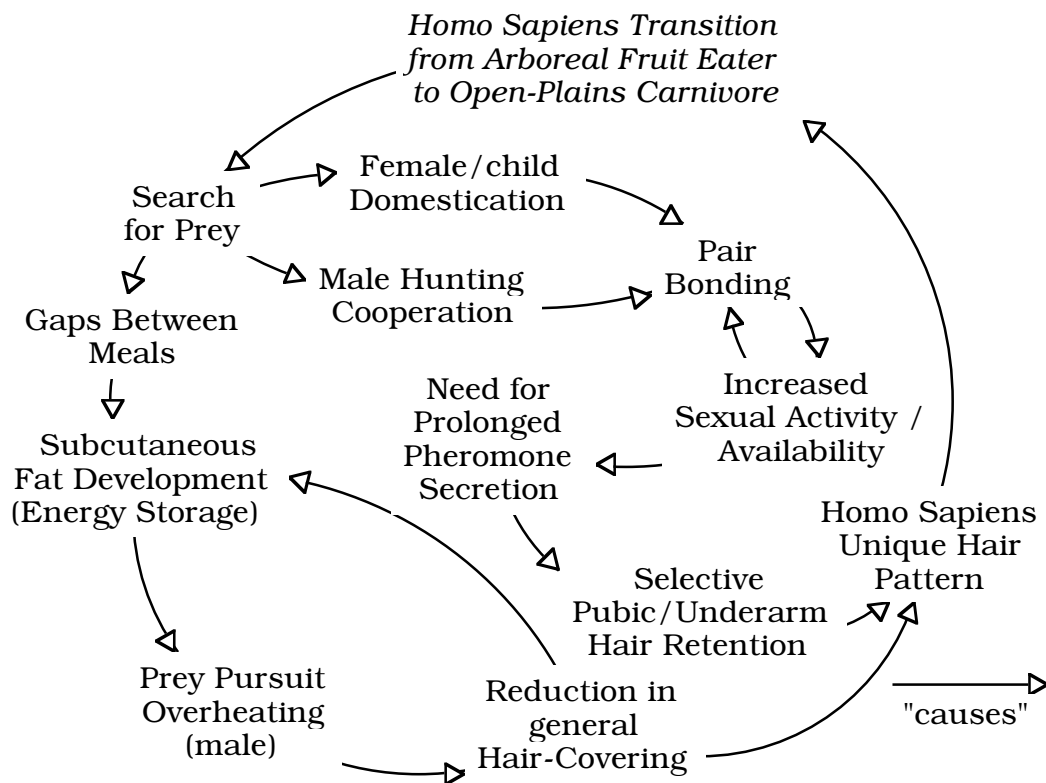 Homo Sapiens Transition
from Arboreal Fruit Eater
to Open-Plains Carnivore
Female/child
Domestication
Search
for Prey
Pair
Bonding
Male Hunting
Cooperation
Gaps Between
Meals
Increased
Sexual Activity /
Availability
Need for
Prolonged
Pheromone
Secretion
Subcutaneous
Fat Development
(Energy Storage)
Homo Sapiens
Unique Hair
Pattern
Selective
Pubic/Underarm
Hair Retention
Prey Pursuit
Overheating
(male)
Reduction in
general
Hair-Covering
"causes"